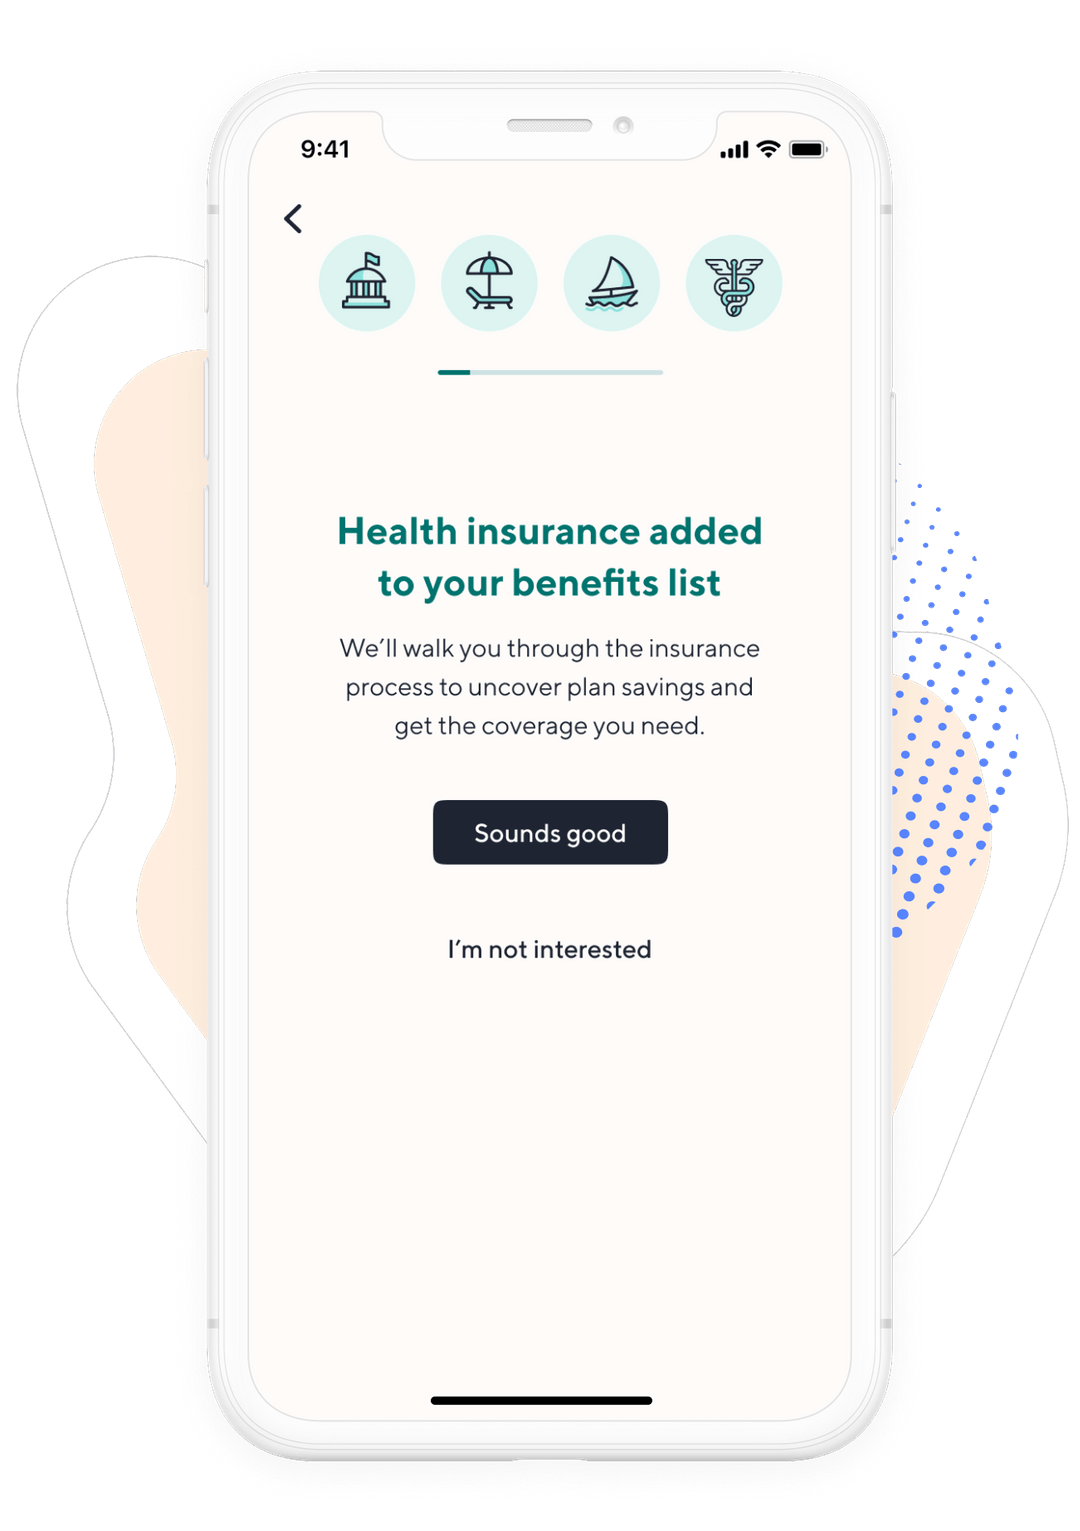 9:41
Health insurance added
to your benefits list
We’ll walk you through the insurance
process to uncover plan savings and
get the coverage you need.
Sounds good
I’m not interested